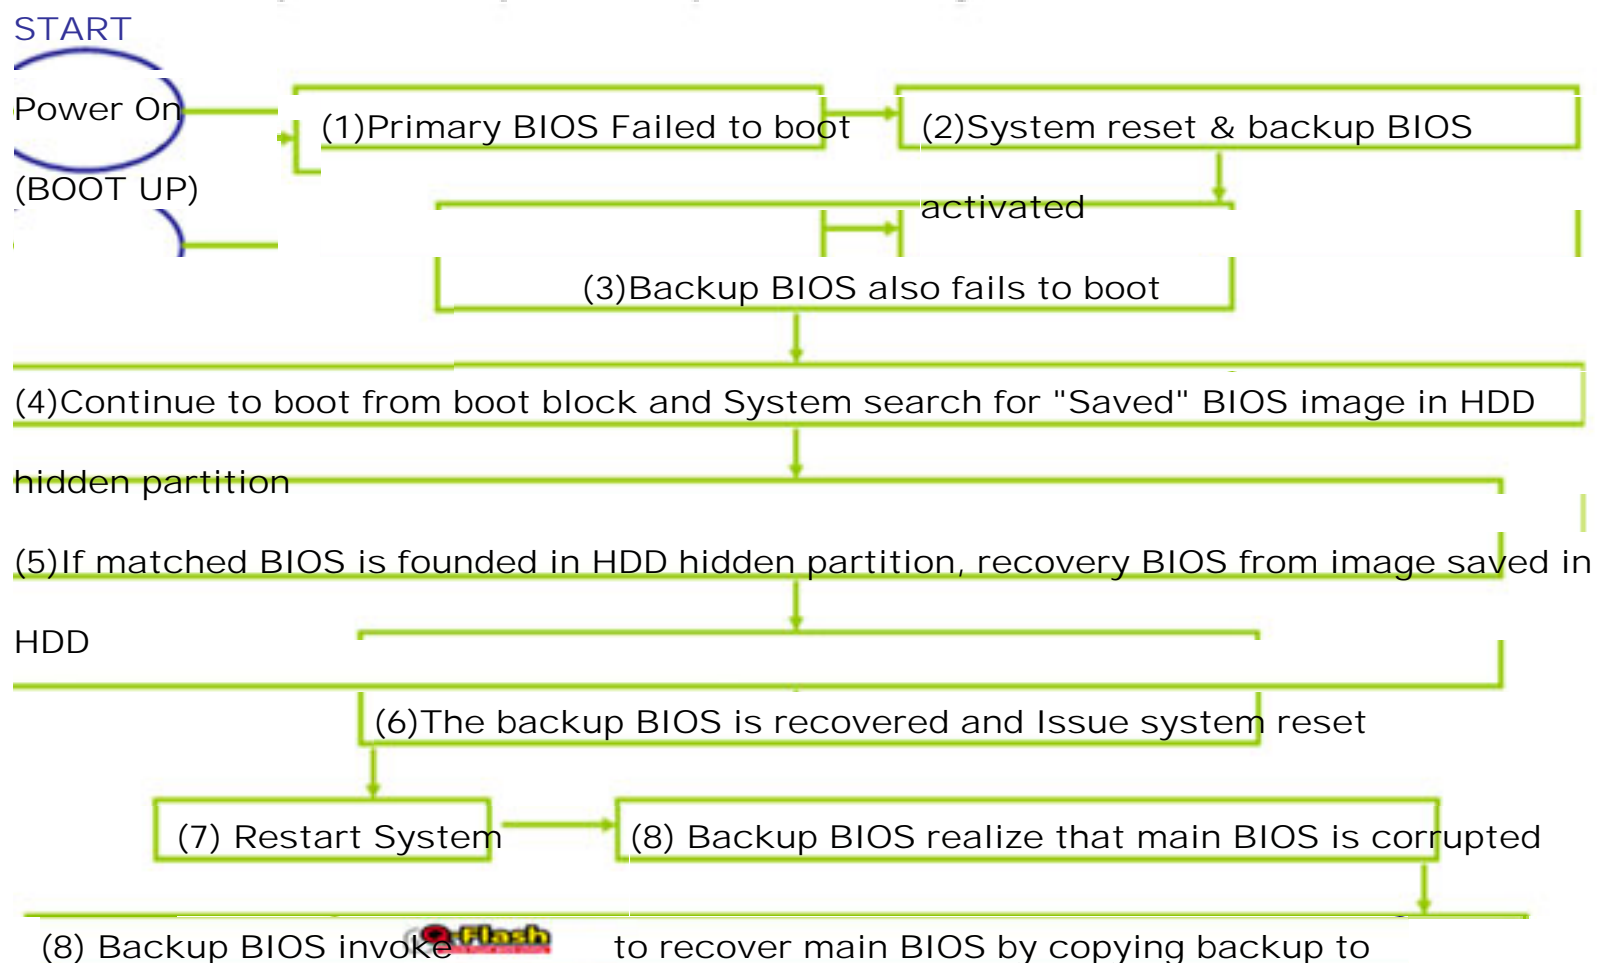 START
Power On
(BOOT UP)
(1)Primary BIOS Failed to boot
(2)System reset & backup BIOS
activated
(3)Backup BIOS also fails to boot
(4)Continue to boot from boot block and System search for "Saved" BIOS image in HDD
hidden partition
(5)If matched BIOS is founded in HDD hidden partition, recovery BIOS from image saved in
HDD
(6)The backup BIOS is recovered and Issue system reset
(7) Restart System
(8) Backup BIOS realize that main BIOS is corrupted
(8) Backup BIOS invoke Q-Flash to recover main BIOS by copying backup to